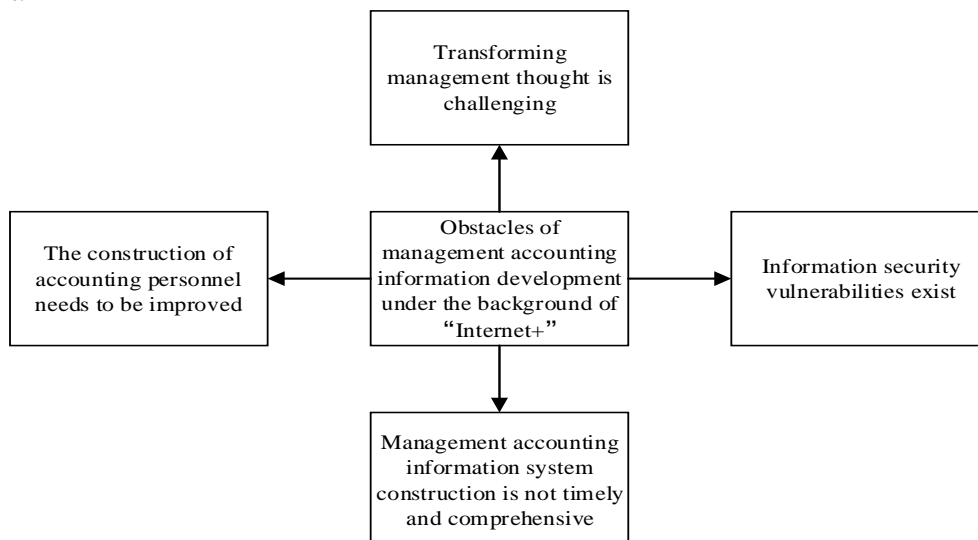 Transforming
management thought is
challenging
The construction of
accounting personnel
needs to be improved
Obstacles of
management accounting
information development
under the background of
“Internet+”
Information security
vulnerabilities exist
Management accounting
information system
construction is not timely
and comprehensive